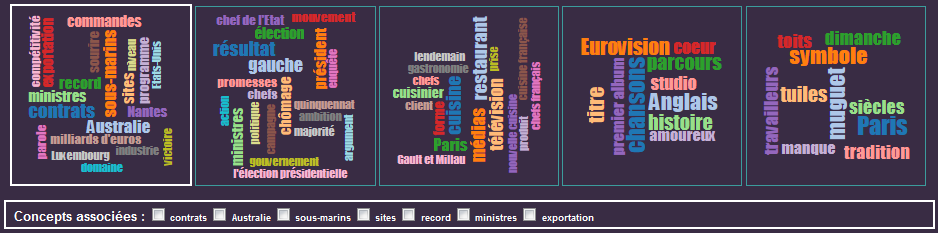 compétitivité
exportation
commandes
sourire
sous-marins
sites
niveau
programme
Etats-Unis
record
ministres
contrats
Nantes
Australie
parole
milliards d'euros
Luxembourg
industrie
victoire
domaine
chef de l'Etat
mouvement
élection
résultat
président
enquête
gauche
promesses
chefs
chômage
action
ministres
politique
campagne
quinquennat
ambition
majorité
argument
gouvernement
l'élection présidentielle
lendemain
restaurant
prise
cuisine française
gastronomie
chefs
cuisinier
client
forme
cuisine
médias
télévision
nouvelle cuisine
produit
chefs français
Paris
Gault et Millau
Eurovision
coeur
parcours
titre
premier album
chansons
studio
Anglais
histoire
amoureux
toits
dimanche
symbole
travailleurs
tuiles
muguet
siècles
Paris
manque
tradition
Concepts associées : contrats Australie sous-marins sites record ministres exportation